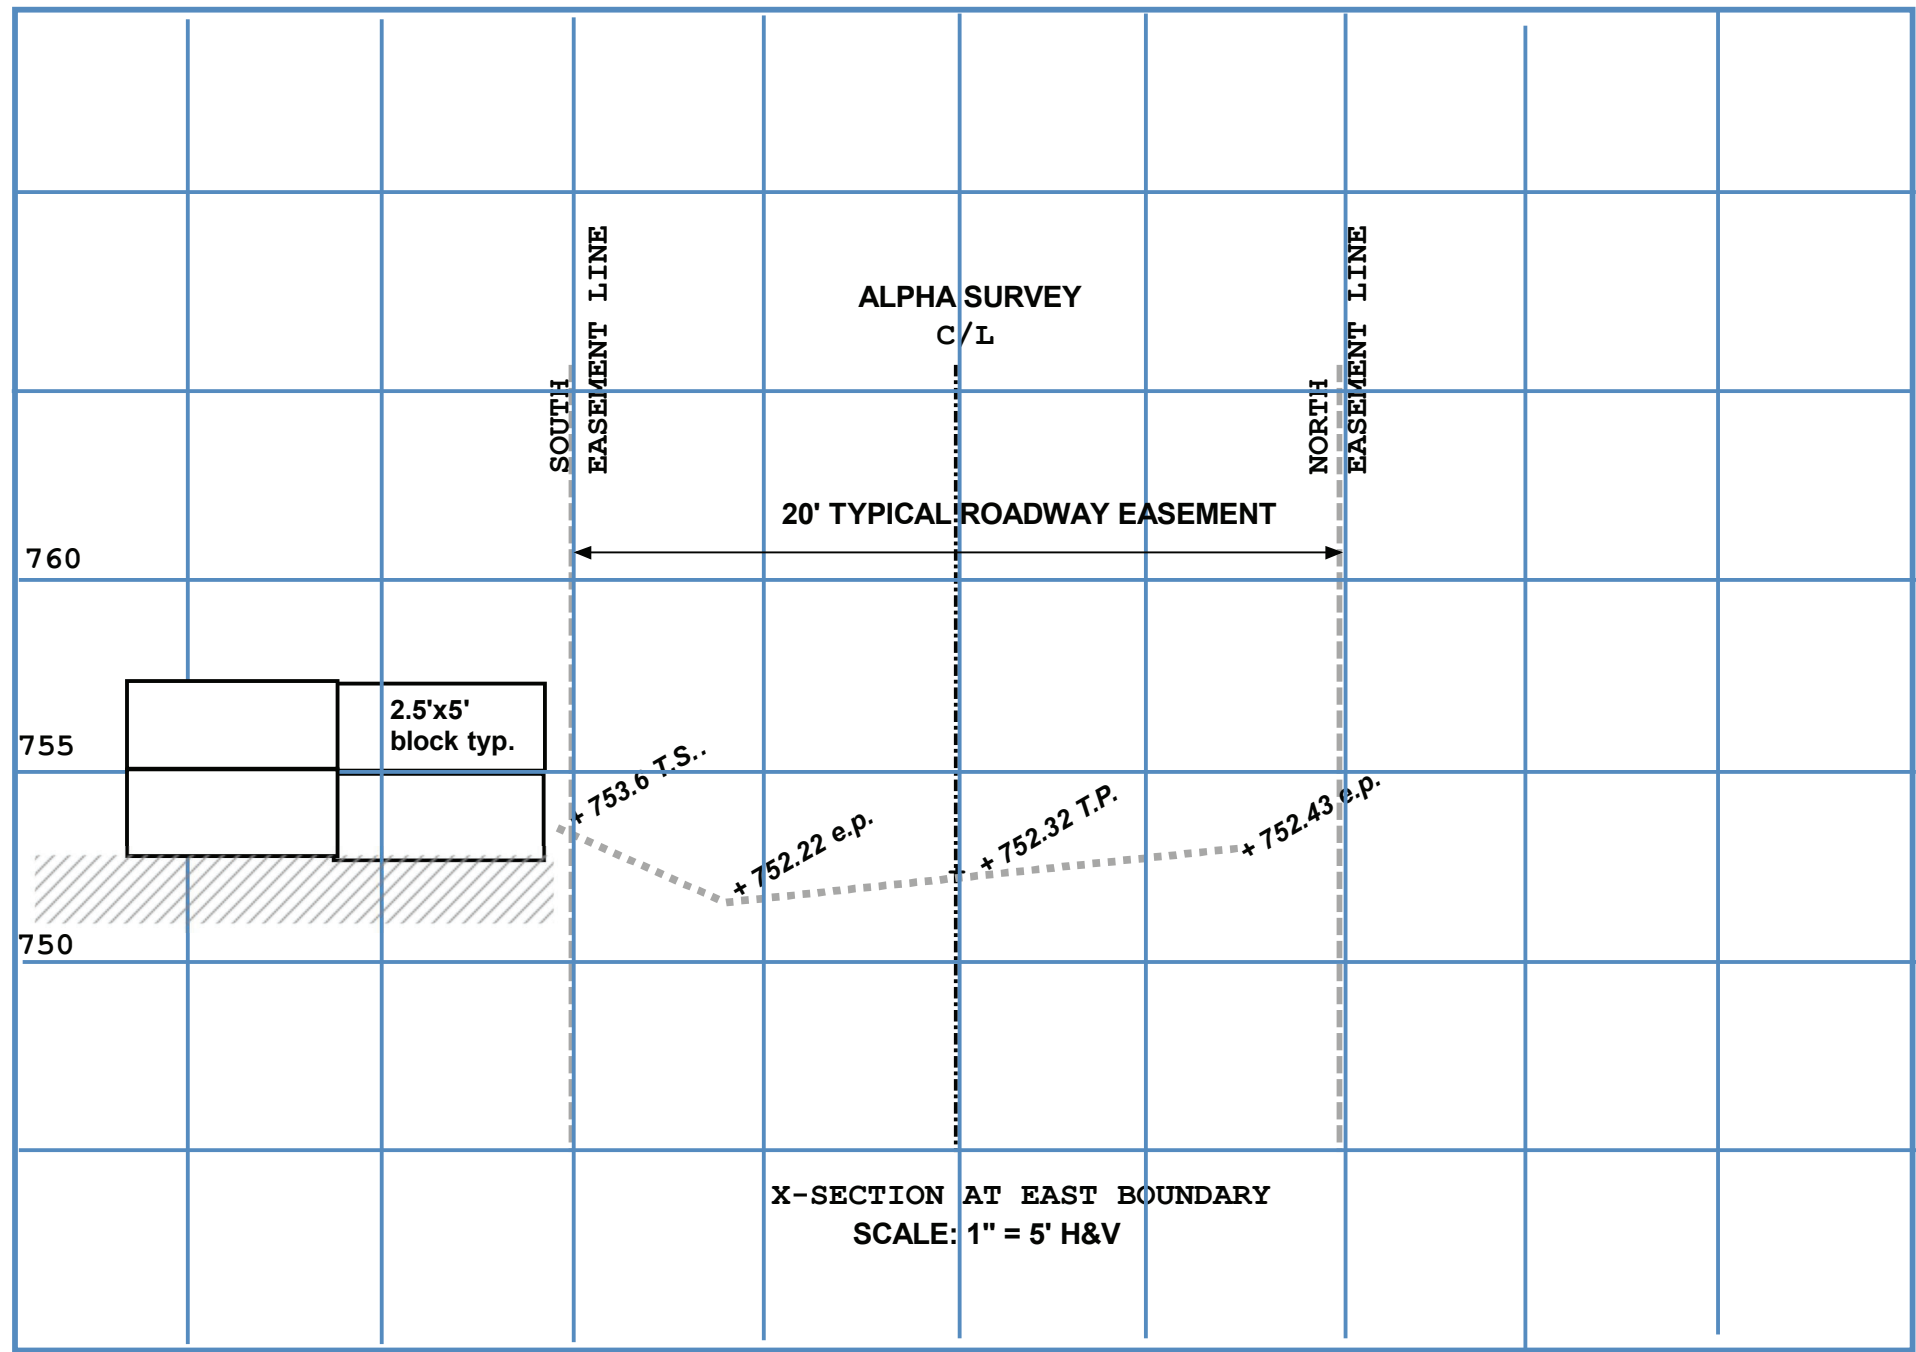 SOUTH
EASEMENT LINE
ALPHA SURVEY
C/L
NORTH
EASEMENT LINE
20' TYPICAL ROADWAY EASEMENT
760
2.5'x5'
block typ.
755
+ 753.6 T.S..
+ 752.22 e.p.
+ 752.32 T.P.
+ 752.43 e.p.
750
X-SECTION AT EAST BOUNDARY
SCALE: 1" = 5' H&V